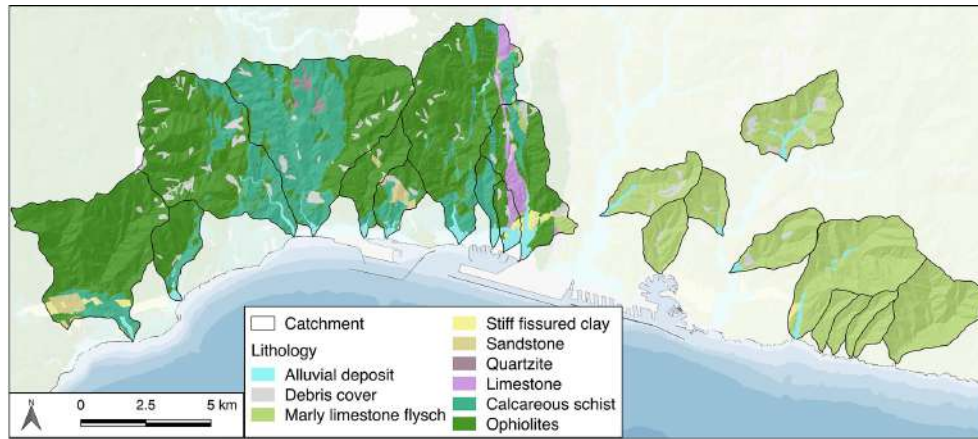 Catchment
Lithology
Alluvial deposit
Debris cover
Marly limestone flysch
Stiff fissured clay
Sandstone
Quartzite
Limestone
Calcareous schist
Ophiolites
N
0 2.5 5 km